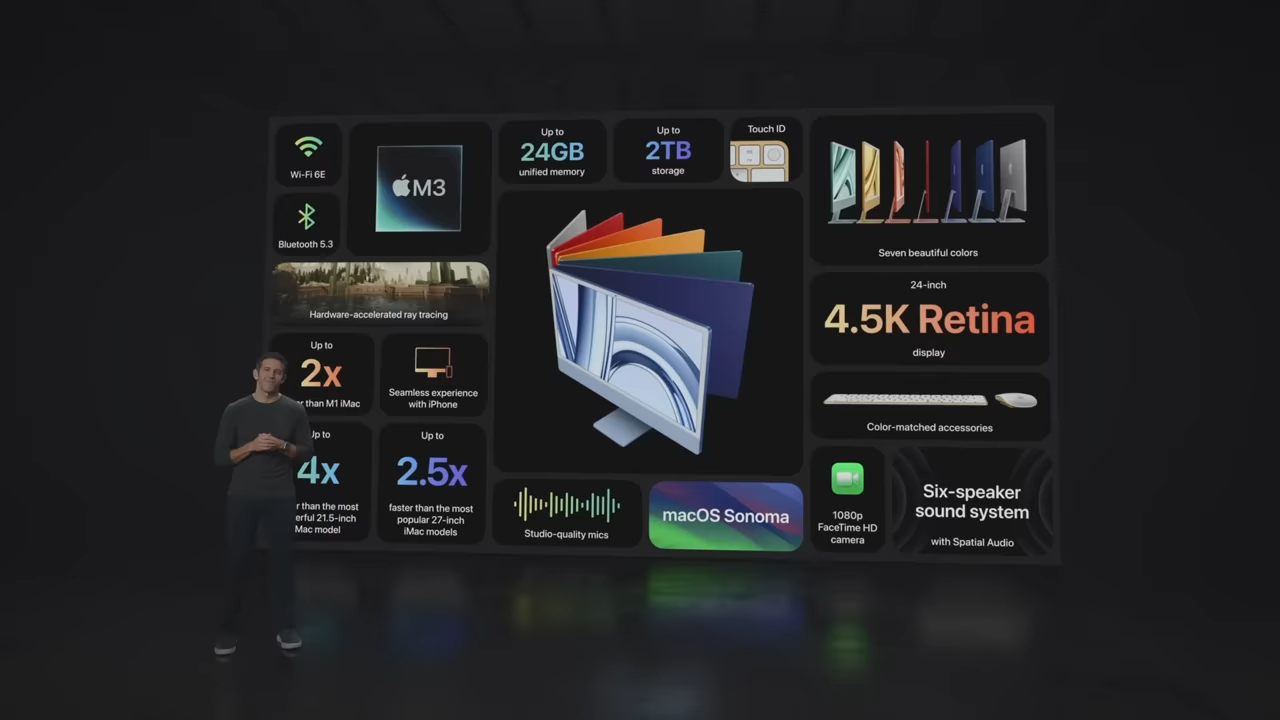 Wi-Fi 6E
Bluetooth 5.3
M3
Up to
24GB
unified memory
Up to
2TB
storage
Touch ID
Seven beautiful colors
Hardware-accelerated ray tracing
24-inch
4.5K Retina
display
Up to
2x
than M1 iMac
Seamless experience
with iPhone
Color-matched accessories
Up to
4x
than the most
21.5-inch
Mac model
Up to
2.5x
faster than the most
popular 27-inch
iMac models
Studio-quality mics
macOS Sonoma
1080p
FaceTime HD
camera
Six-speaker
sound system
with Spatial Audio